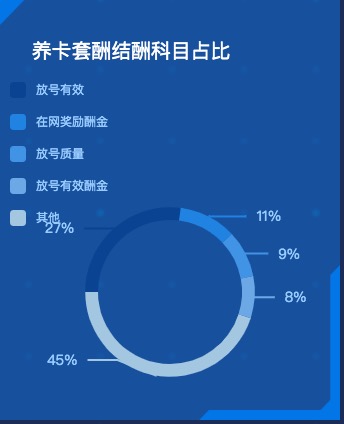 养卡套酬结酬科目占比
放号有效
在网奖励酬金
放号质量
放号有效酬金
其他
27%
11%
9%
8%
45%